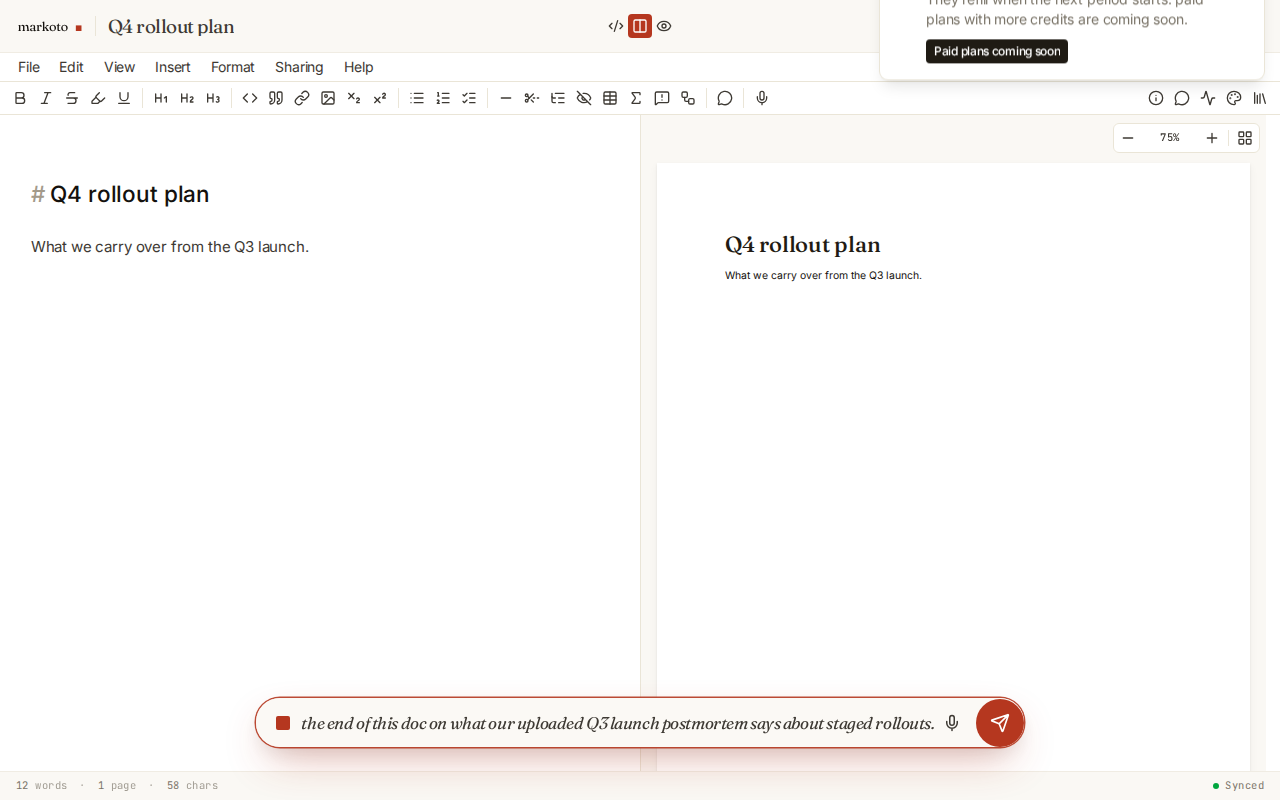 markoto
Q4 rollout plan
They refill when the next period starts. paid
plans with more credits are coming soon.
Paid plans coming soon
File Edit View Insert Format Sharing Help
H1 H2 H3
75%
# Q4 rollout plan
What we carry over from the Q3 launch.
Q4 rollout plan
What we carry over from the Q3 launch.
the end of this doc on what our uploaded Q3 launch postmortem says about staged rollouts.
12 words · 1 page · 58 chars
Synced